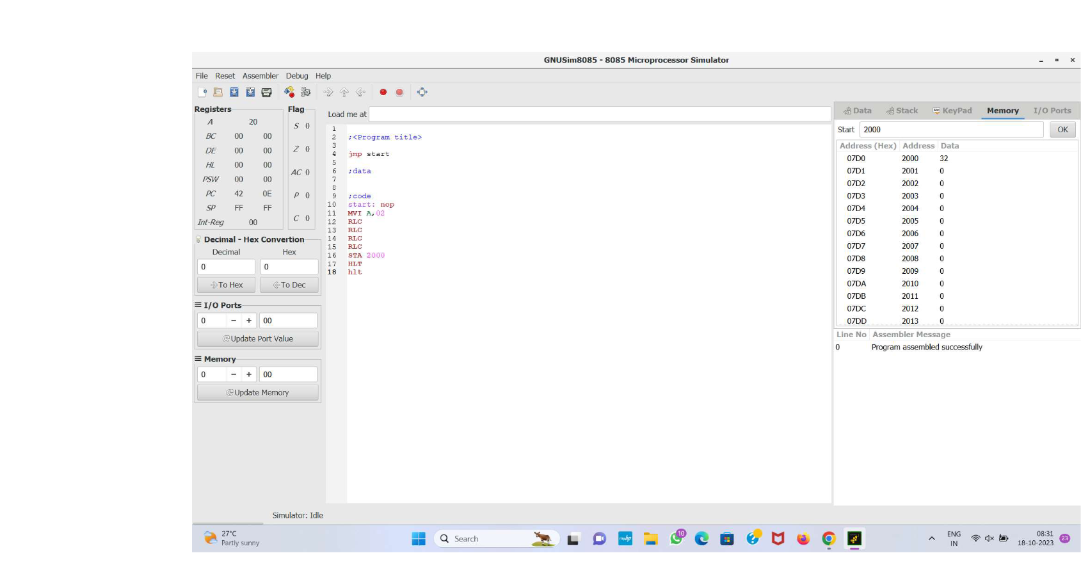 GNUSim8085 - 8085 Microprocessor Simulator
File Reset Assembler Debug Help
Registers
A 20
BC 00 00
DE 00 00
HL 00 00
PSW 00 00
PC 42 0E
SP FF FF
Int-Reg 00
Flag
S 0
Z 0
AC 0
P 0
C 0
Decimal - Hex Convertion
Decimal Hex
0 0
To Hex To Dec
I/O Ports
0 - + 00
Update Port Value
Memory
0 - + 00
Update Memory
Load me at
1
2 ;<Program title>
3
4 jmp start
5
6 ;data
7
8
9 ;code
10 start: nop
11 MVI A,02
12 RLC
13 RLC
14 RLC
15 RLC
16 STA 2000
17 HLT
18 hlt
Data Stack KeyPad Memory I/O Ports
Start 2000 OK
Address (Hex) Address Data
07D0 2000 32
07D1 2001 0
07D2 2002 0
07D3 2003 0
07D4 2004 0
07D5 2005 0
07D6 2006 0
07D7 2007 0
07D8 2008 0
07D9 2009 0
07DA 2010 0
07DB 2011 0
07DC 2012 0
07DD 2013 0
Line No Assembler Message
0 Program assembled successfully
Simulator: Idle
27°C
Partly sunny
Search
ENG
IN
08:31
18-10-2023